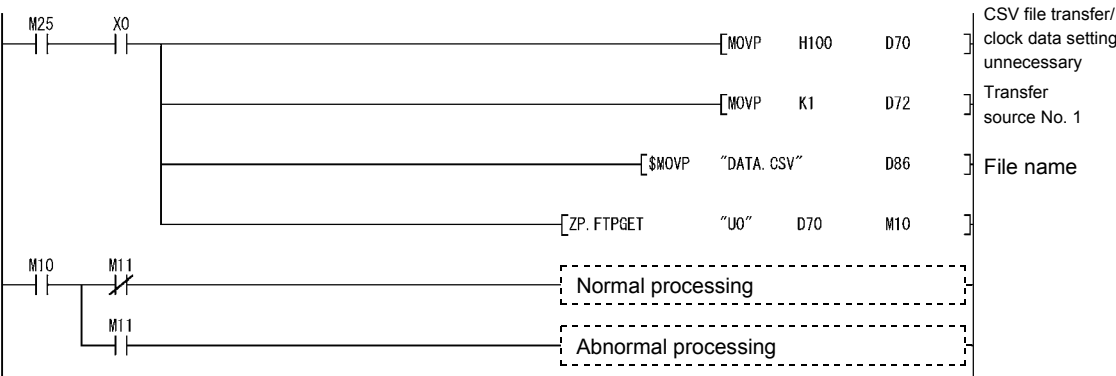 M25 X0 CSV file transfer/
[MOVP H100 D70 ] clock data setting
unnecessary
[MOVP K1 D72 ] Transfer
source No. 1
[$MOVP "DATA. CSV" D86 ] File name
[ZP. FTPGET "U0" D70 M10 ]
M10 M11
Normal processing
M11
Abnormal processing